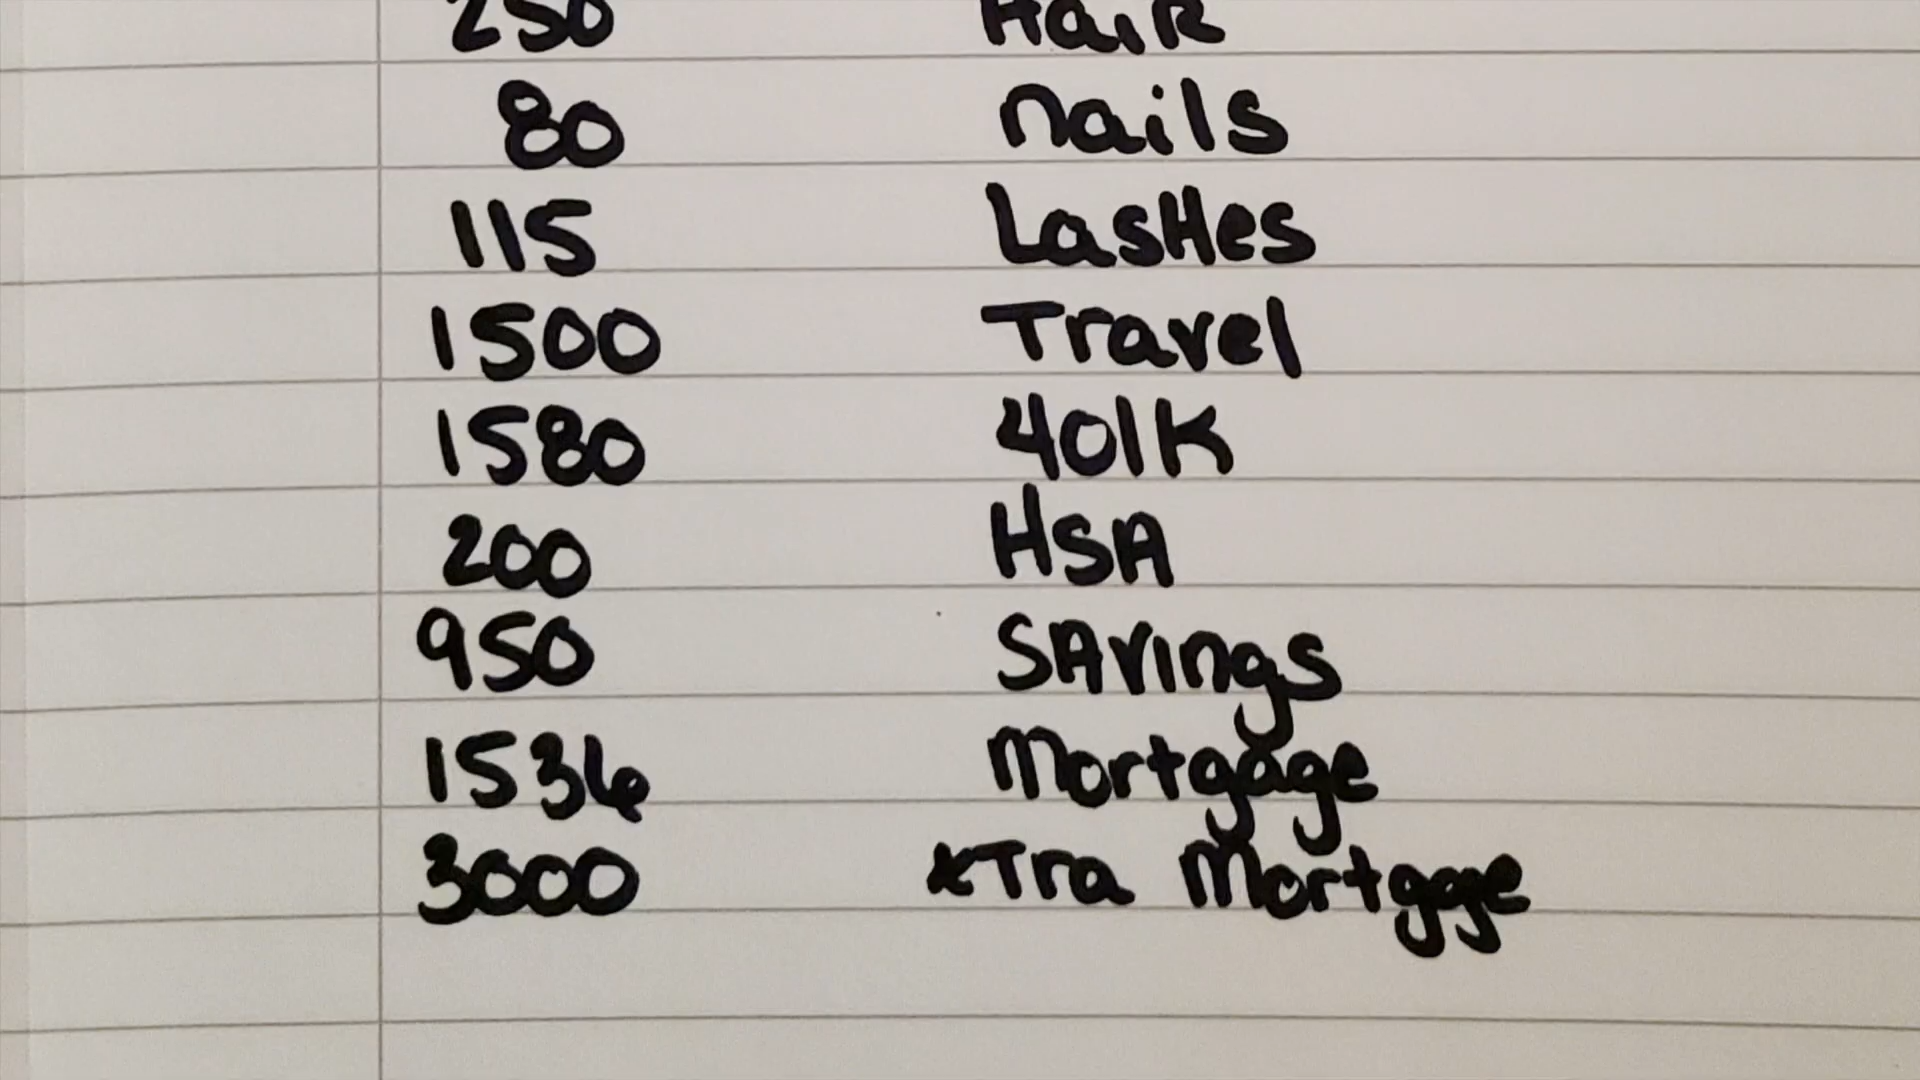 250 Hair
80 nails
115 LasHes
1500 Travel
1580 401K
200 HSA
950 SAVings
1536 Mortgage
3000 xTra Mortgage